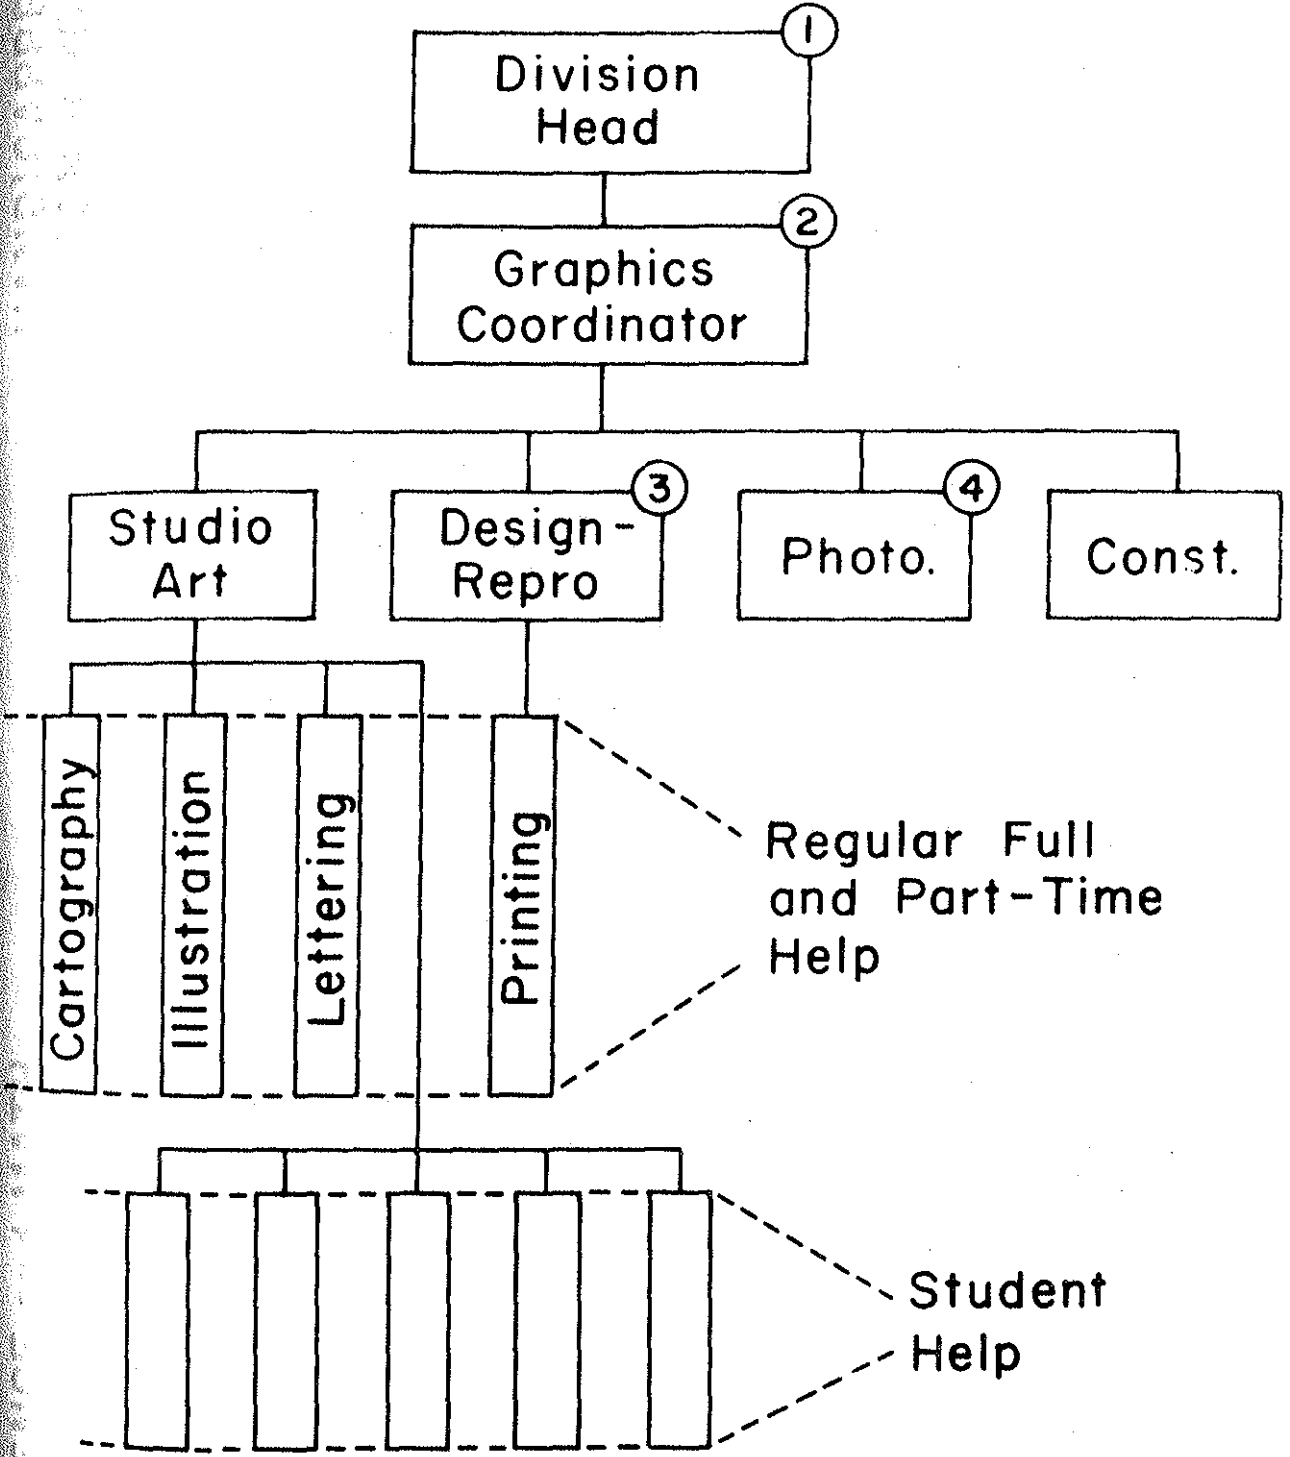 1
Division
Head
2
Graphics
Coordinator
Studio
Art
3
Design-
Repro
4
Photo.
Const.
Cartography
Illustration
Lettering
Printing
Regular Full
and Part-Time
Help
Student
Help